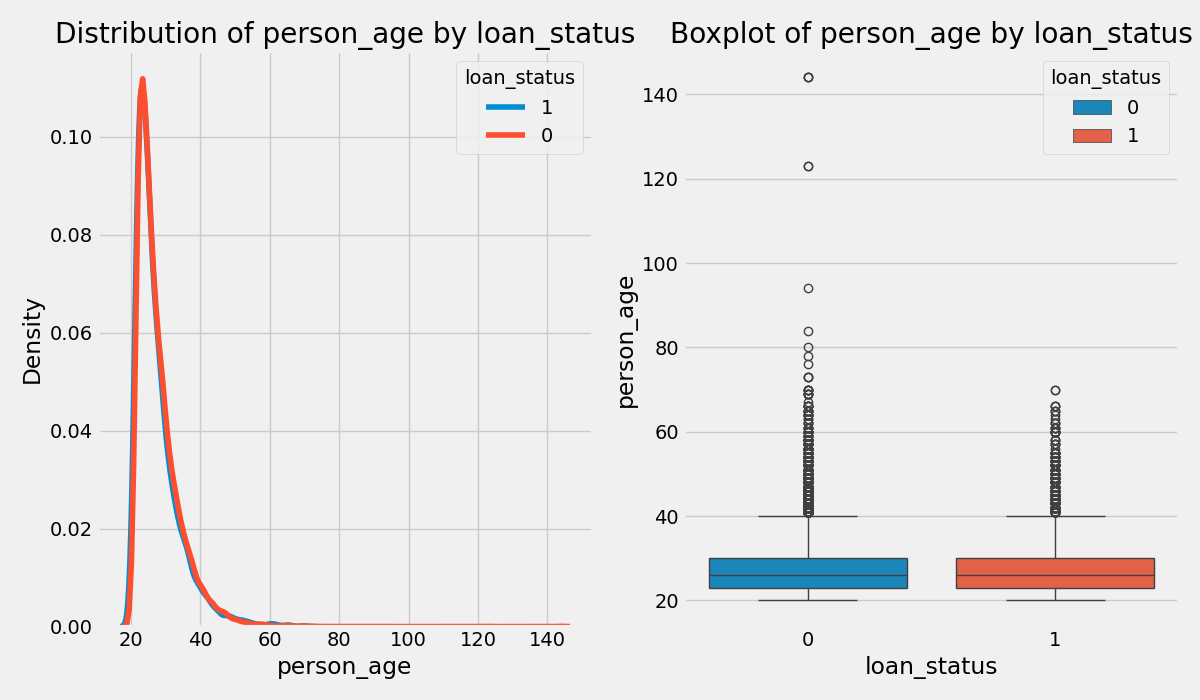 Distribution of person_age by loan_status
loan_status
1
0
0.10
0.08
0.06
0.04
0.02
0.00
Density
20 40 60 80 100 120 140
person_age
Boxplot of person_age by loan_status
loan_status
0
1
140
120
100
80
60
40
20
person_age
0 1
loan_status